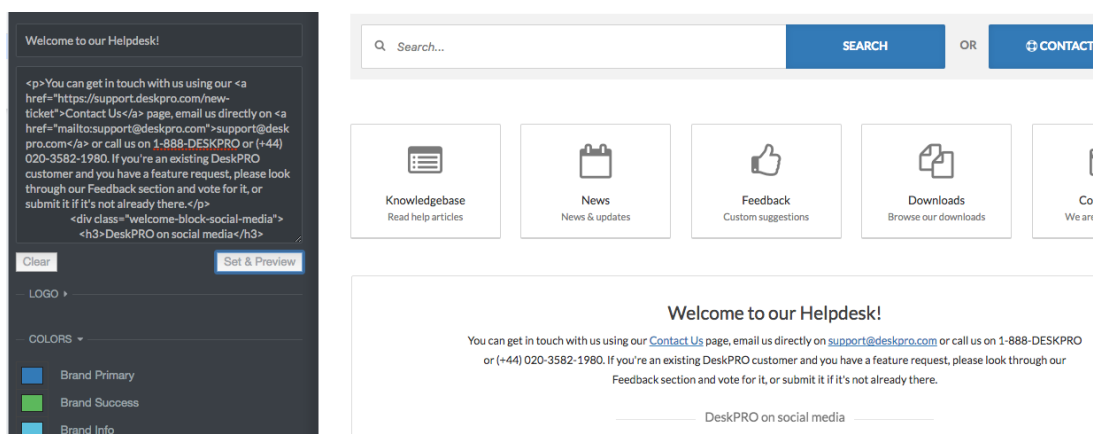 Welcome to our Helpdesk!
<p>You can get in touch with us using our <a
href="https://support.deskpro.com/new-
ticket">Contact Us</a> page, email us directly on <a
href="mailto:support@deskpro.com">support@desk
pro.com</a> or call us on 1-888-DESKPRO or (+44)
020-3582-1980. If you're an existing DeskPRO
customer and you have a feature request, please look
through our Feedback section and vote for it, or
submit it if it's not already there.</p>
<div class="welcome-block-social-media">
<h3>DeskPRO on social media</h3>
Clear
Set & Preview
LOGO
COLORS
Brand Primary
Brand Success
Brand Info
Search...
SEARCH
OR
CONTACT
Knowledgebase
Read help articles
News
News & updates
Feedback
Custom suggestions
Downloads
Browse our downloads
Co
We are
Welcome to our Helpdesk!
You can get in touch with us using our Contact Us page, email us directly on support@deskpro.com or call us on 1-888-DESKPRO
or (+44) 020-3582-1980. If you're an existing DeskPRO customer and you have a feature request, please look through our
Feedback section and vote for it, or submit it if it's not already there.
DeskPRO on social media